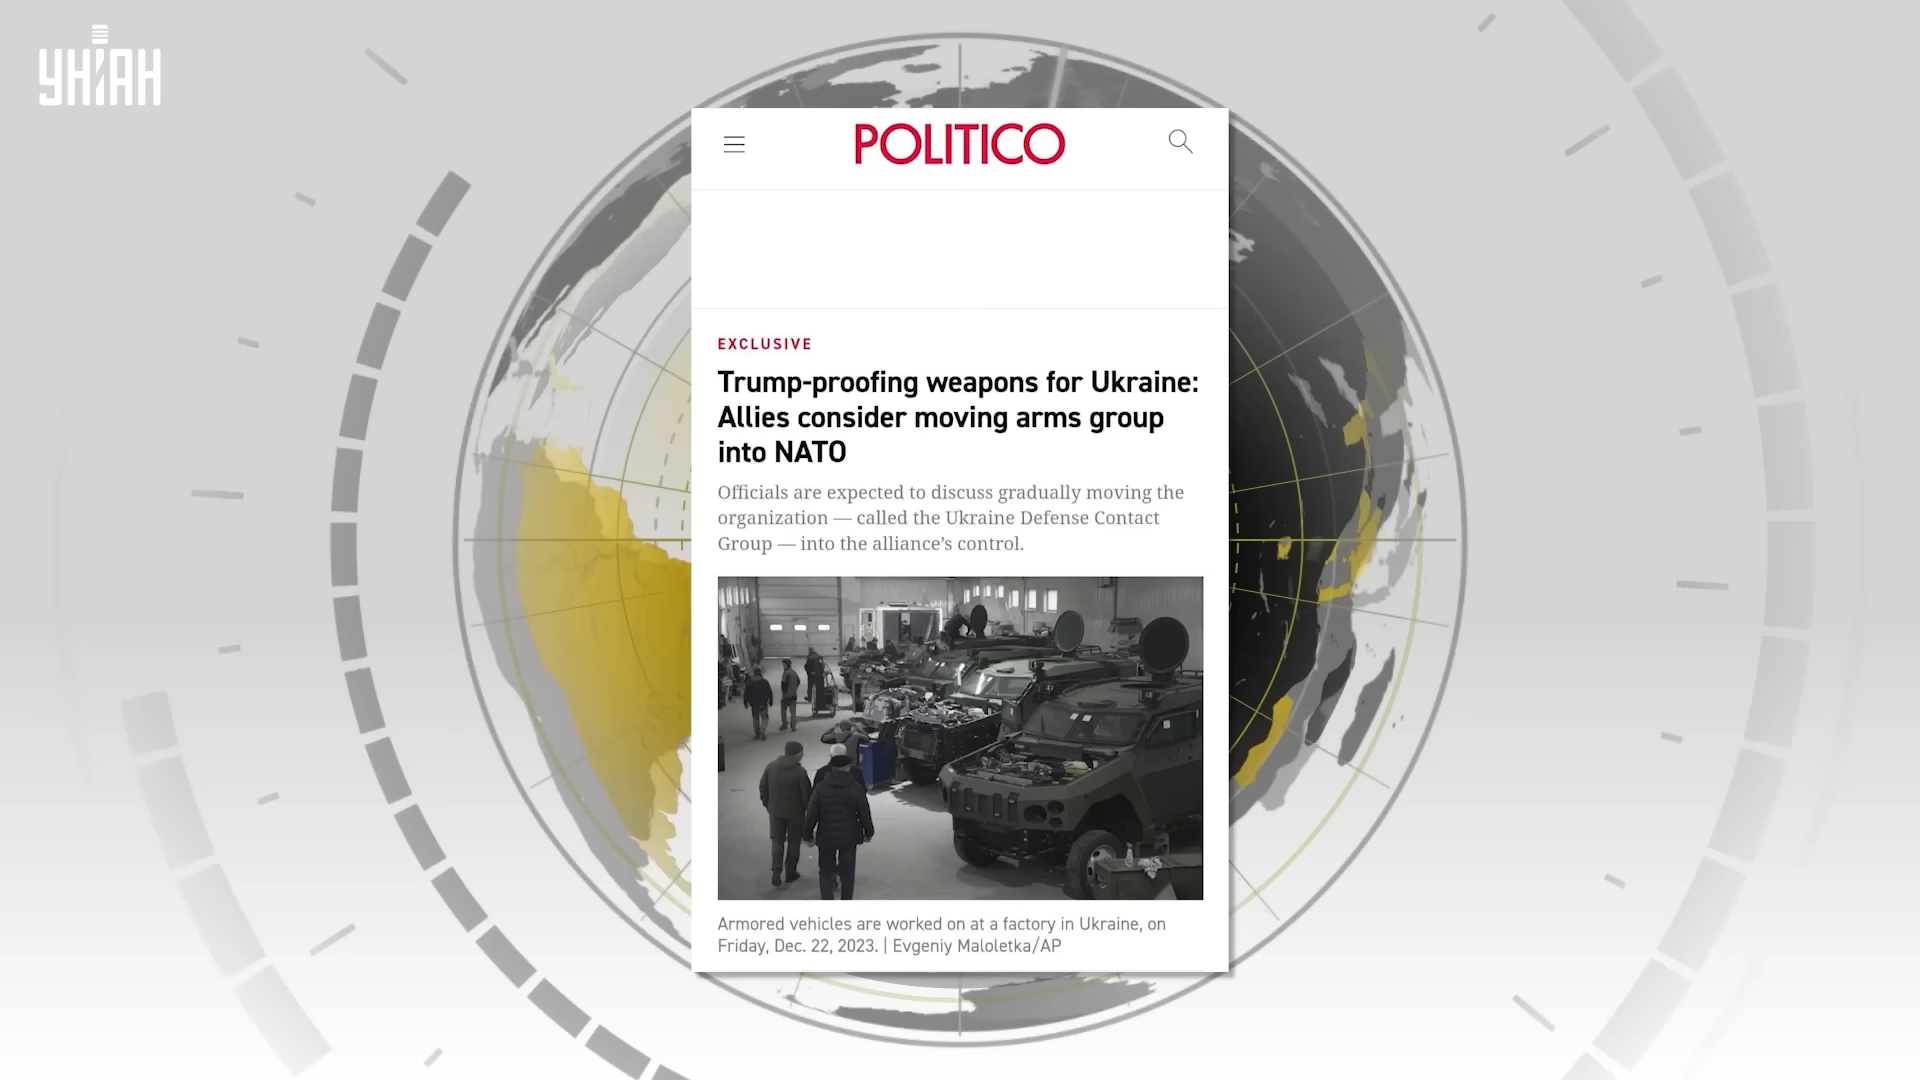 УНІАН
POLITICO
EXCLUSIVE
Trump-proofing weapons for Ukraine:
Allies consider moving arms group
into NATO
Officials are expected to discuss gradually moving the
organization — called the Ukraine Defense Contact
Group — into the alliance’s control.
Armored vehicles are worked on at a factory in Ukraine, on
Friday, Dec. 22, 2023. | Evgeniy Maloletka/AP